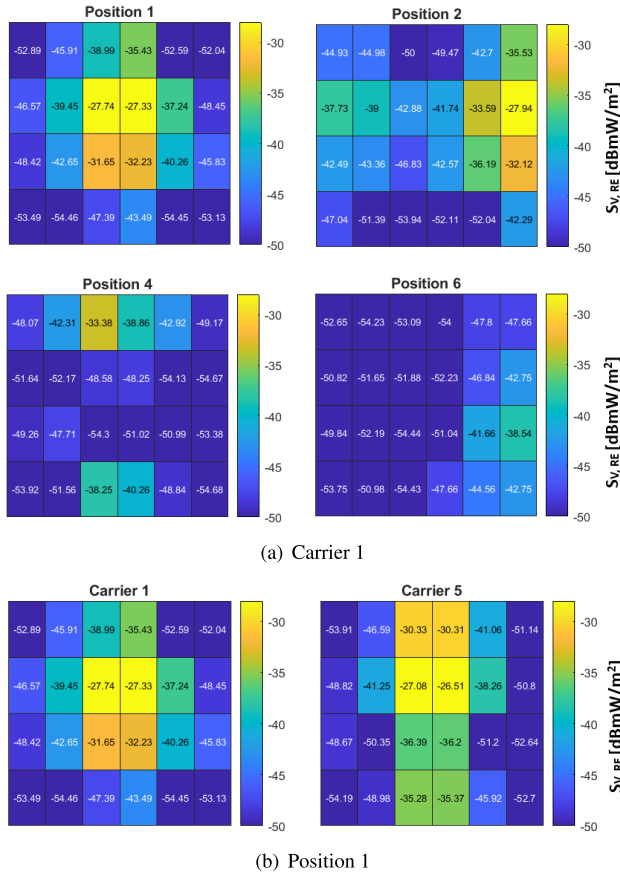 Position 1
Position 2
-52.89 -45.91 -38.99 -35.43 -52.59 -52.04
-46.57 -39.45 -27.74 -27.33 -37.24 -48.45
-48.42 -42.65 -31.65 -32.23 -40.26 -45.83
-53.49 -54.46 -47.39 -43.49 -54.45 -53.13
-30
-35
-40
-45
-50
-44.93 -44.98 -50 -49.47 -42.7 -35.53
-37.73 -39 -42.88 -41.74 -33.59 -27.94
-42.49 -43.36 -46.83 -42.57 -36.19 -32.12
-47.04 -51.39 -53.94 -52.11 -52.04 -42.29
-30
-35
-40
-45
-50
S_V, RE [dBmW/m²]
Position 4
Position 6
-48.07 -42.31 -33.38 -38.86 -42.92 -49.17
-51.64 -52.17 -48.58 -48.25 -54.13 -54.67
-49.26 -47.71 -54.3 -51.02 -50.99 -53.38
-53.92 -51.56 -38.25 -40.26 -48.84 -54.68
-30
-35
-40
-45
-50
-52.65 -54.23 -53.09 -54 -47.8 -47.66
-50.82 -51.65 -51.88 -52.23 -46.84 -42.75
-49.84 -52.19 -54.44 -51.04 -41.66 -38.54
-53.75 -50.98 -54.43 -47.66 -44.56 -42.75
-30
-35
-40
-45
-50
S_V, RE [dBmW/m²]
(a) Carrier 1
Carrier 1
Carrier 5
-52.89 -45.91 -38.99 -35.43 -52.59 -52.04
-46.57 -39.45 -27.74 -27.33 -37.24 -48.45
-48.42 -42.65 -31.65 -32.23 -40.26 -45.83
-53.49 -54.46 -47.39 -43.49 -54.45 -53.13
-30
-35
-40
-45
-50
-53.91 -46.59 -30.33 -30.31 -41.06 -51.14
-48.82 -41.25 -27.08 -26.51 -38.26 -50.8
-48.67 -50.35 -36.39 -36.2 -51.2 -52.64
-54.19 -48.98 -35.28 -35.37 -45.92 -52.7
-30
-35
-40
-45
-50
S_V, RE [dBmW/m²]
(b) Position 1